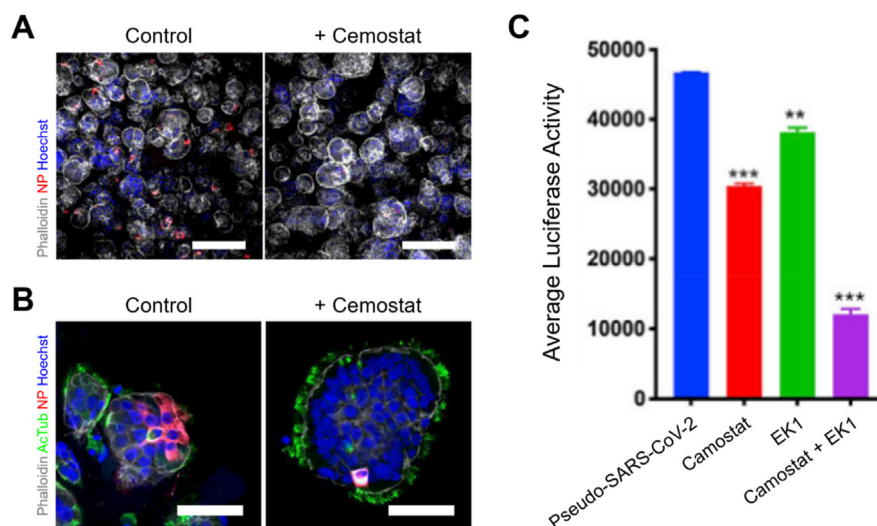 A
Control
+ Cemostat
Phalloidin NP Hoechst
B
Control
+ Cemostat
Phalloidin AcTub NP Hoechst
C
Average Luciferase Activity
50000
40000
30000
20000
10000
0
***
**
***
Pseudo-SARS-CoV-2
Camostat
EK1
Camostat + EK1